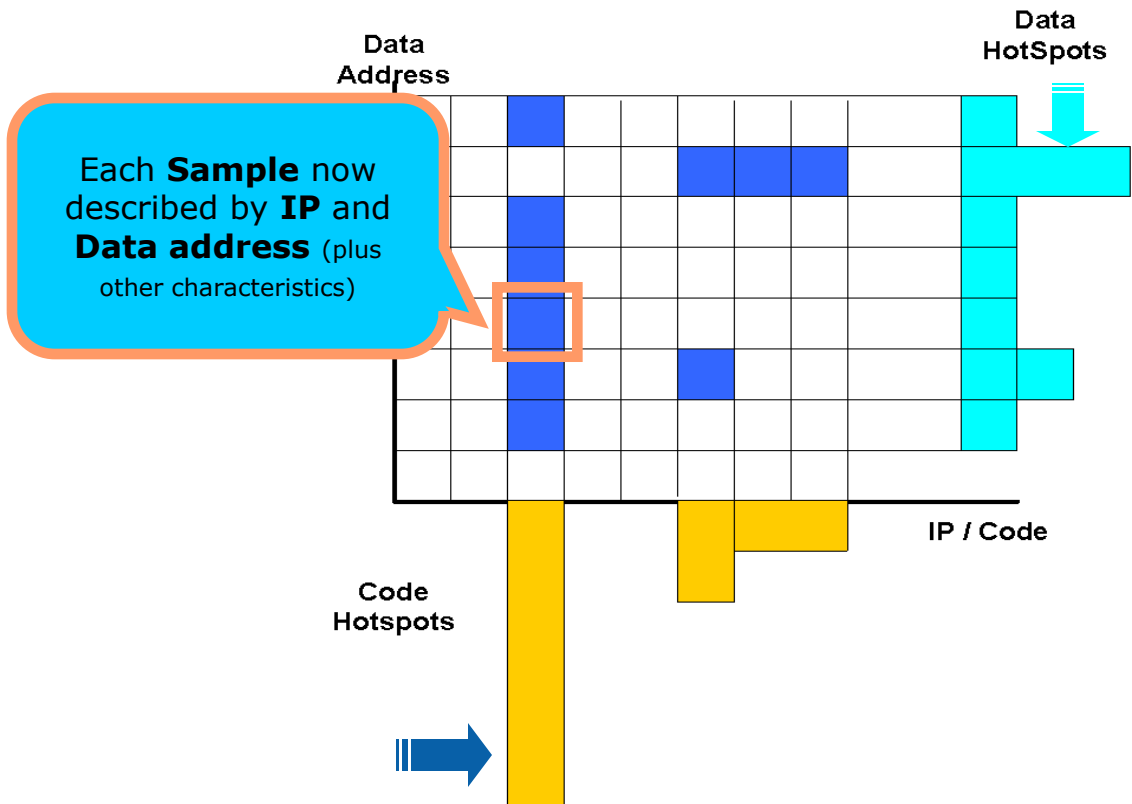 Data
HotSpots
Data
Address
Each Sample now
described by IP and
Data address (plus
other characteristics)
IP / Code
Code
Hotspots